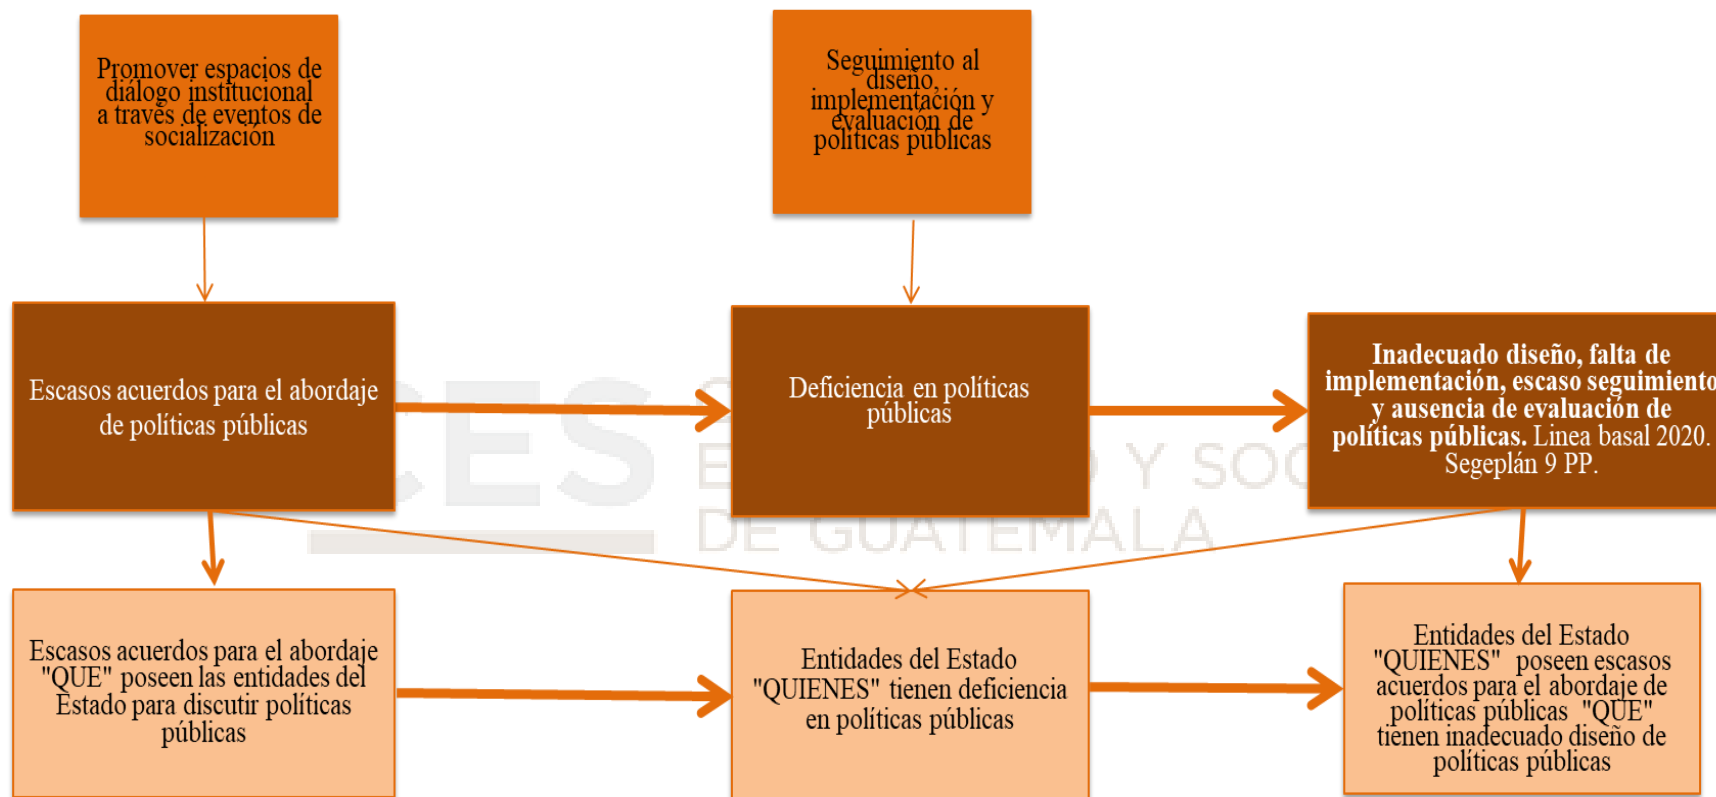 Promover espacios de
diálogo institucional
a través de eventos de
socialización
Seguimiento al
diseño,
implementación y
evaluación de
políticas públicas
Escasos acuerdos para el abordaje
de políticas públicas
Deficiencia en políticas
públicas
Inadecuado diseño, falta de
implementación, escaso seguimiento
y ausencia de evaluación de
políticas públicas. Linea basal 2020.
Segeplán 9 PP.
CES
Y SOC
DE GUATEMALA
Escasos acuerdos para el abordaje
"QUE" poseen las entidades del
Estado para discutir políticas
públicas
Entidades del Estado
"QUIENES" tienen deficiencia
en políticas públicas
Entidades del Estado
"QUIENES" poseen escasos
acuerdos para el abordaje de
políticas públicas "QUE"
tienen inadecuado diseño de
políticas públicas